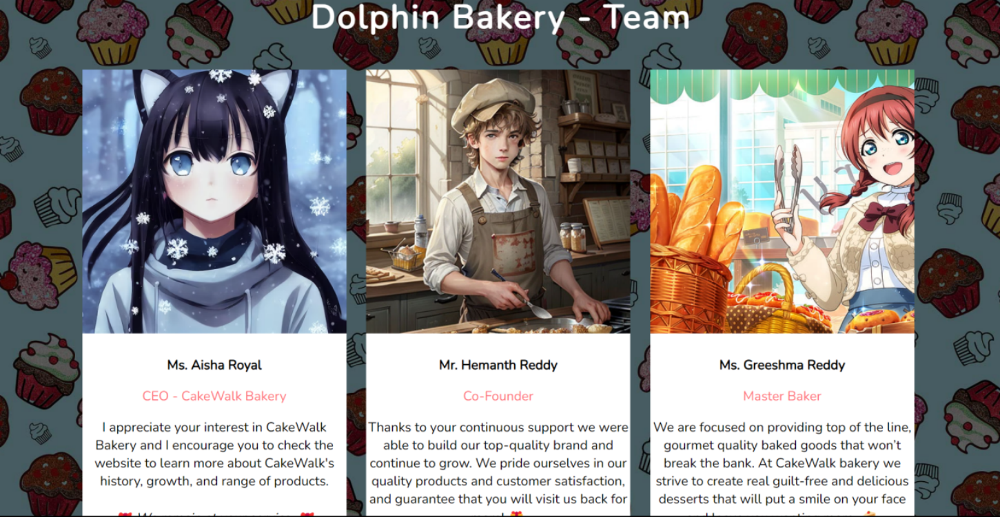 Dolphin Bakery - Team
Ms. Aisha Royal
CEO - CakeWalk Bakery
I appreciate your interest in CakeWalk
Bakery and I encourage you to check the
website to learn more about CakeWalk's
history, growth, and range of products.
Mr. Hemanth Reddy
Co-Founder
Thanks to your continuous support we were
able to build our top-quality brand and
continue to grow. We pride ourselves in our
quality products and customer satisfaction,
and guarantee that you will visit us back for
Ms. Greeshma Reddy
Master Baker
We are focused on providing top of the line,
gourmet quality baked goods that won’t
break the bank. At CakeWalk bakery we
strive to create real guilt-free and delicious
desserts that will put a smile on your face